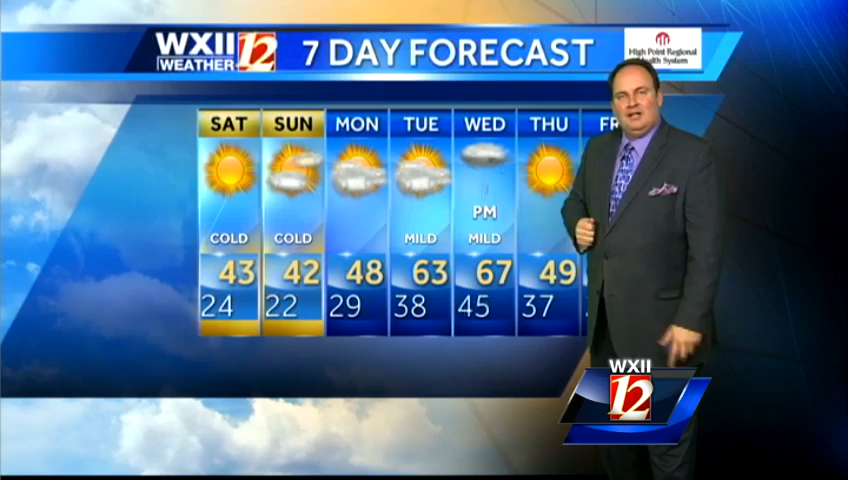 WXII 12
WEATHER
7 DAY FORECAST
High Point Regional
Health System
SAT SUN MON TUE WED THU FR
PM
COLD COLD MILD MILD
43 42 48 63 67 49
24 22 29 38 45 37
WXII
12